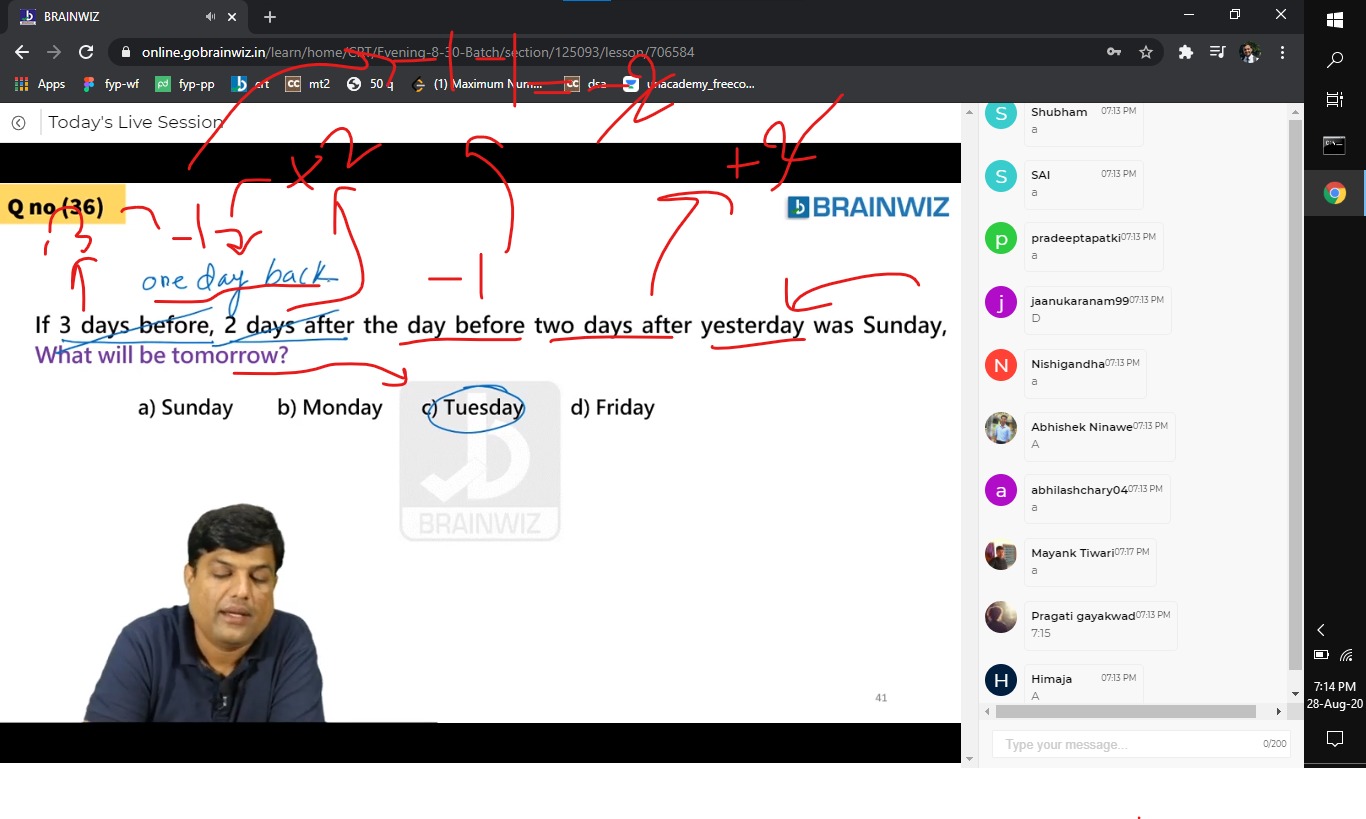 BRAINWIZ
online.gobrainwiz.in/learn/home/CRT/Evening-8-30-Batch/section/125093/lesson/706584
Apps fyp-wf fyp-pp crt mt2 50 q (1) Maximum Num... dsa unacademy_freeco...
Today's Live Session
-1-1=-2
×2
+2
Q no (36)
BRAINWIZ
3 -1
one day back
-1
If 3 days before, 2 days after the day before two days after yesterday was Sunday,
What will be tomorrow?
a) Sunday b) Monday c) Tuesday d) Friday
BRAINWIZ
41
S Shubham 07:13 PM
a
S SAI 07:13 PM
a
p pradeeptapatki 07:13 PM
a
j jaanukaranam99 07:13 PM
D
N Nishigandha 07:13 PM
a
Abhishek Ninawe 07:13 PM
A
a abhilashchary04 07:13 PM
a
Mayank Tiwari 07:17 PM
a
Pragati gayakwad 07:13 PM
7:15
H Himaja 07:13 PM
A
Type your message... 0/200
7:14 PM
28-Aug-20